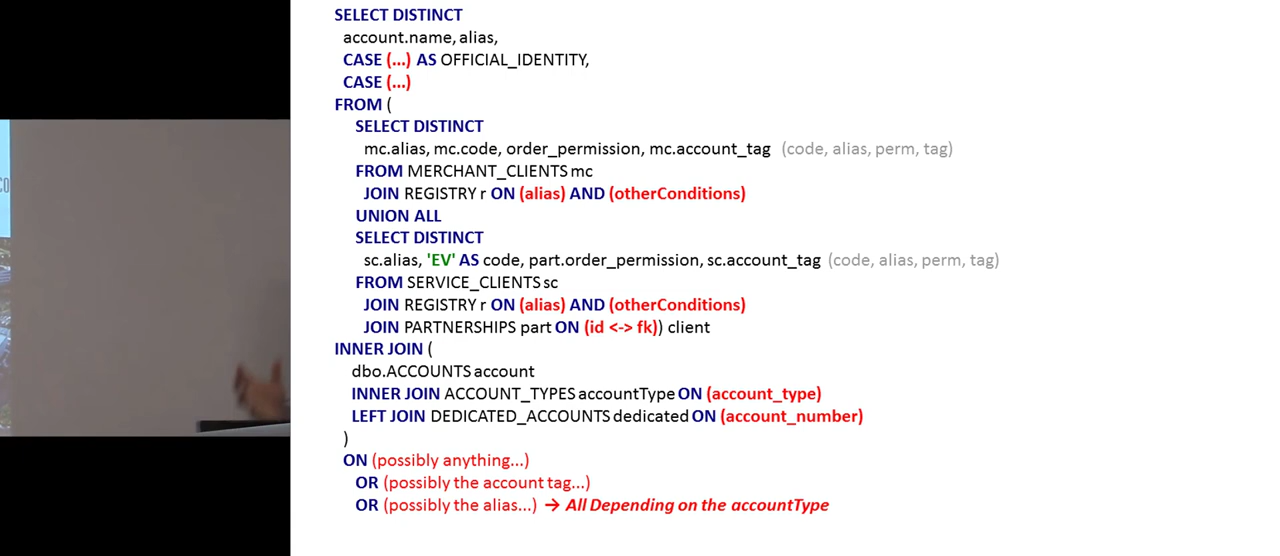 SELECT DISTINCT
account.name, alias,
CASE (...) AS OFFICIAL_IDENTITY,
CASE (...)
FROM (
SELECT DISTINCT
mc.alias, mc.code, order_permission, mc.account_tag (code, alias, perm, tag)
FROM MERCHANT_CLIENTS mc
JOIN REGISTRY r ON (alias) AND (otherConditions)
UNION ALL
SELECT DISTINCT
sc.alias, 'EV' AS code, part.order_permission, sc.account_tag (code, alias, perm, tag)
FROM SERVICE_CLIENTS sc
JOIN REGISTRY r ON (alias) AND (otherConditions)
JOIN PARTNERSHIPS part ON (id <-> fk)) client
INNER JOIN (
dbo.ACCOUNTS account
INNER JOIN ACCOUNT_TYPES accountType ON (account_type)
LEFT JOIN DEDICATED_ACCOUNTS dedicated ON (account_number)
)
ON (possibly anything...)
OR (possibly the account tag...)
OR (possibly the alias...) → All Depending on the accountType